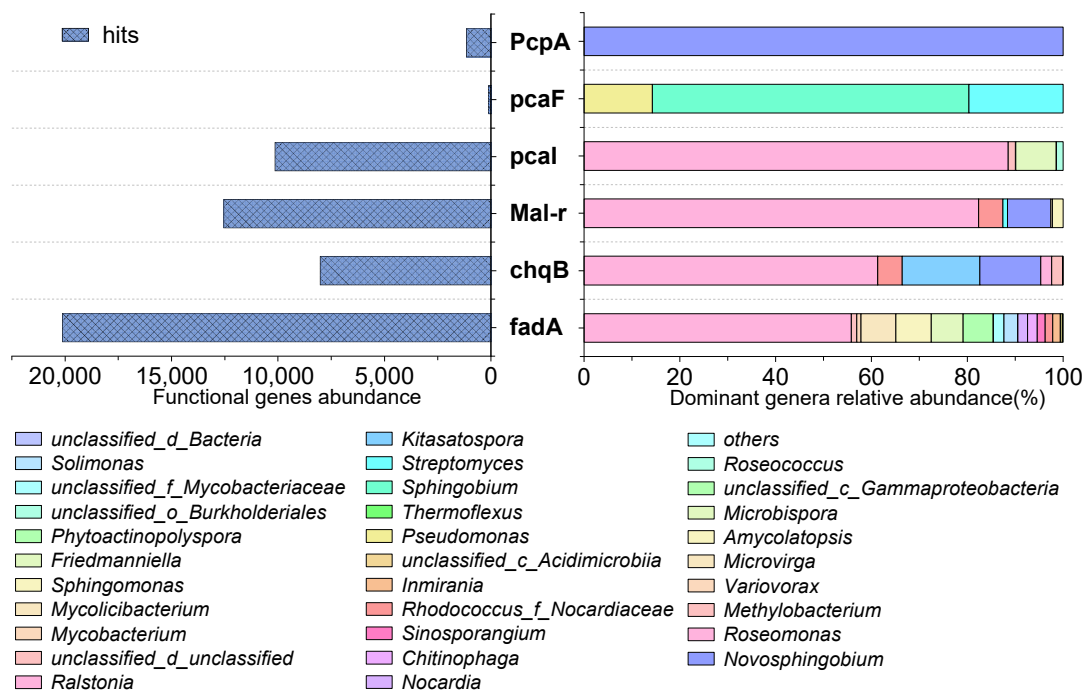 hits
PcpA
pcaF
pcaI
Mal-r
chqB
fadA
20,000 15,000 10,000 5,000 0
Functional genes abundance
0 20 40 60 80 100
Dominant genera relative abundance(%)
unclassified_d_Bacteria
Solimonas
unclassified_f_Mycobacteriaceae
unclassified_o_Burkholderiales
Phytoactinopolyspora
Friedmanniella
Sphingomonas
Mycolicibacterium
Mycobacterium
unclassified_d_unclassified
Ralstonia
Kitasatospora
Streptomyces
Sphingobium
Thermoflexus
Pseudomonas
unclassified_c_Acidimicrobiia
Inmirania
Rhodococcus_f_Nocardiaceae
Sinosporangium
Chitinophaga
Nocardia
others
Roseococcus
unclassified_c_Gammaproteobacteria
Microbispora
Amycolatopsis
Microvirga
Variovorax
Methylobacterium
Roseomonas
Novosphingobium